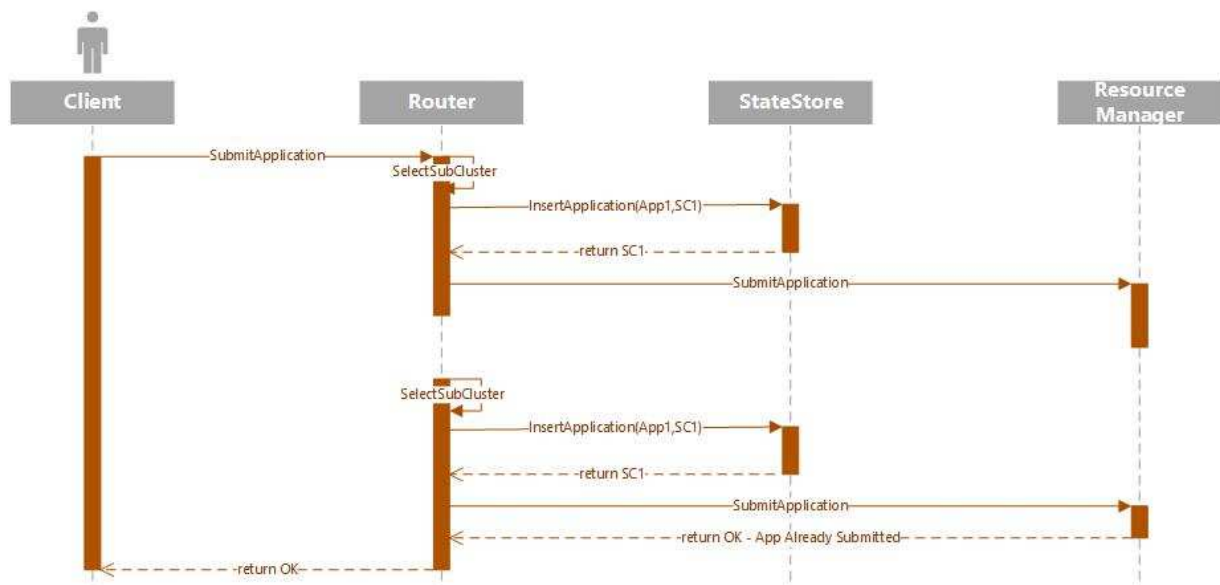 Client
Router
StateStore
Resource
Manager
SubmitApplication
SelectSubCluster
InsertApplication(App1,SC1)
return SC1
SubmitApplication
SelectSubCluster
InsertApplication(App1,SC1)
return SC1
SubmitApplication
return OK - App Already Submitted
return OK